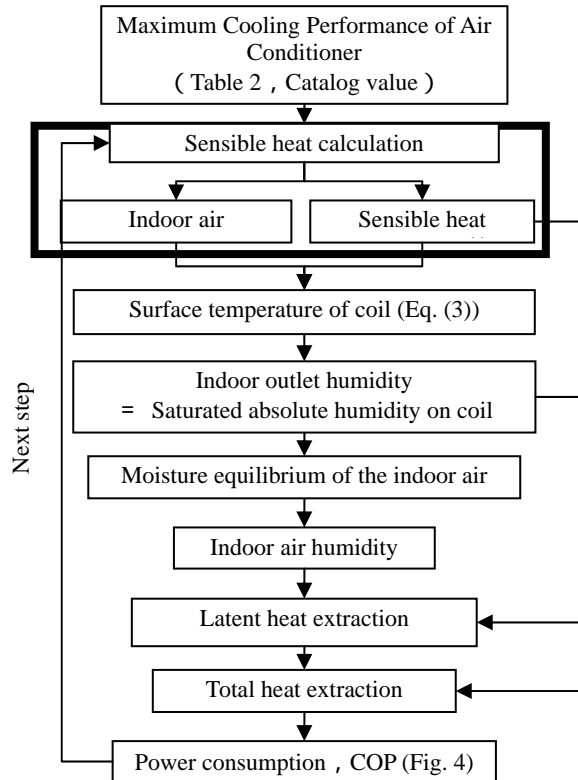 Maximum Cooling Performance of Air
Conditioner
( Table 2 , Catalog value )
Sensible heat calculation
Indoor air
Sensible heat
Surface temperature of coil (Eq. (3))
Indoor outlet humidity
= Saturated absolute humidity on coil
Moisture equilibrium of the indoor air
Indoor air humidity
Latent heat extraction
Total heat extraction
Power consumption , COP (Fig. 4)
Next step